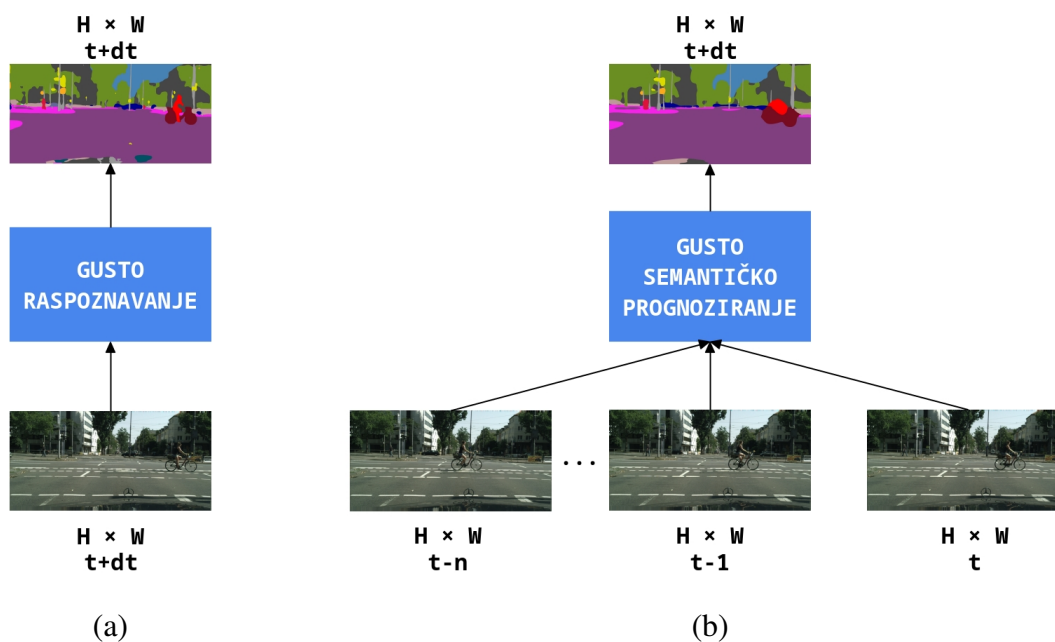 H × W
t+dt
GUSTO
RASPOZNAVANJE
H × W
t+dt
(a)
H × W
t+dt
GUSTO
SEMANTIČKO
PROGNOZIRANJE
...
H × W
t-n
H × W
t-1
H × W
t
(b)